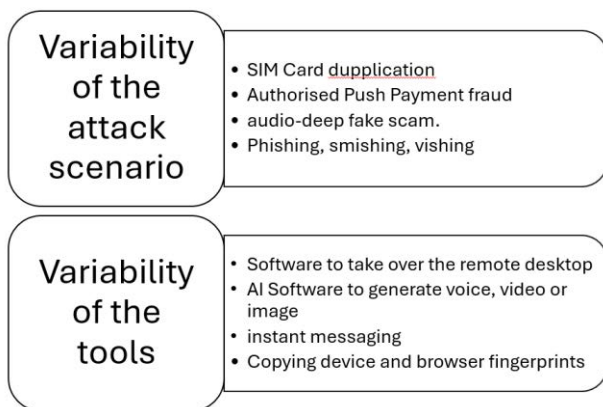 Variability
of the
attack
scenario
• SIM Card dupplication
• Authorised Push Payment fraud
• audio-deep fake scam.
• Phishing, smishing, vishing
Variability
of the
tools
• Software to take over the remote desktop
• AI Software to generate voice, video or
image
• instant messaging
• Copying device and browser fingerprints